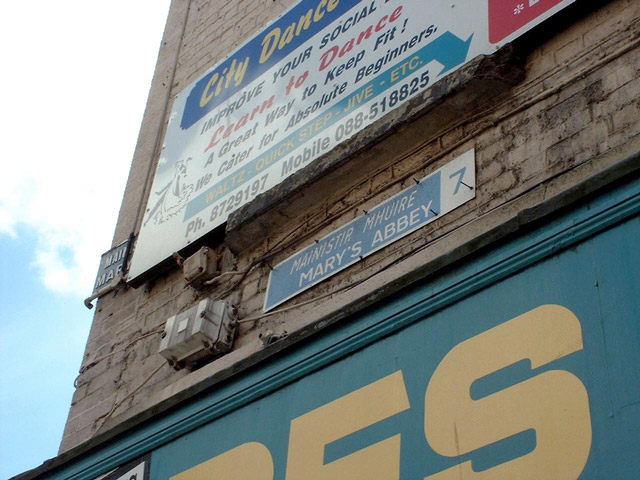 City Dance
IMPROVE YOUR SOCIAL
Learn to Dance
A Great Way to Keep Fit !
We Cater for Absolute Beginners.
WALTZ - QUICK STEP - JIVE - ETC.
Ph. 8729197 Mobile 088-518825
MAINISTIR MHUIRE 7
MARY'S ABBEY
ES